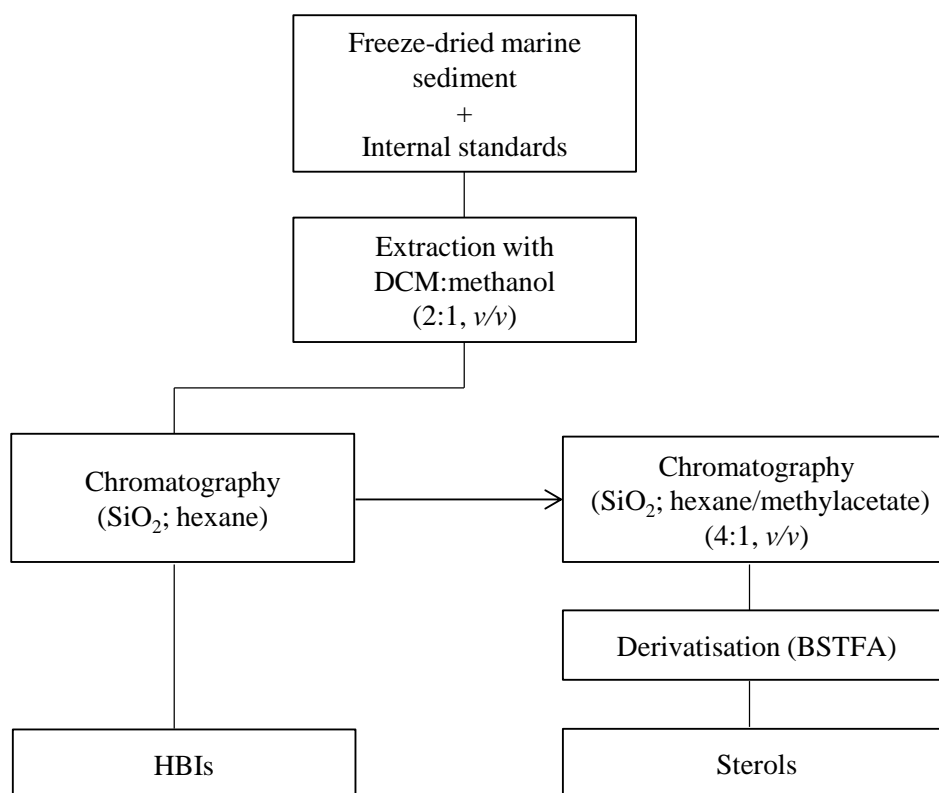 Freeze-dried marine
sediment
+
Internal standards
Extraction with
DCM:methanol
(2:1, v/v)
Chromatography
(SiO₂; hexane)
Chromatography
(SiO₂; hexane/methylacetate)
(4:1, v/v)
Derivatisation (BSTFA)
HBIs
Sterols